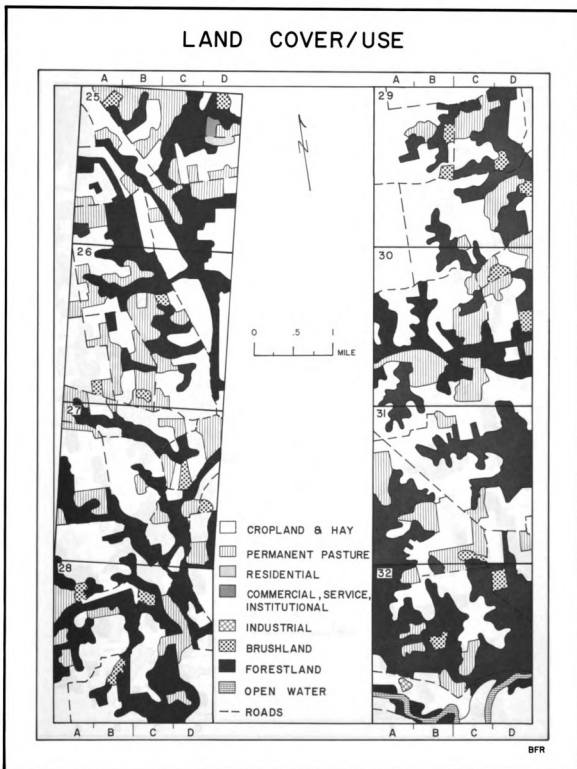 LAND COVER/USE
A B C D
A B C D
25
29
26
30
0 .5 1
MILE
27
31
CROPLAND & HAY
PERMANENT PASTURE
RESIDENTIAL
COMMERCIAL, SERVICE,
INSTITUTIONAL
INDUSTRIAL
BRUSHLAND
FORESTLAND
OPEN WATER
ROADS
28
32
A B C D
A B C D
BFR